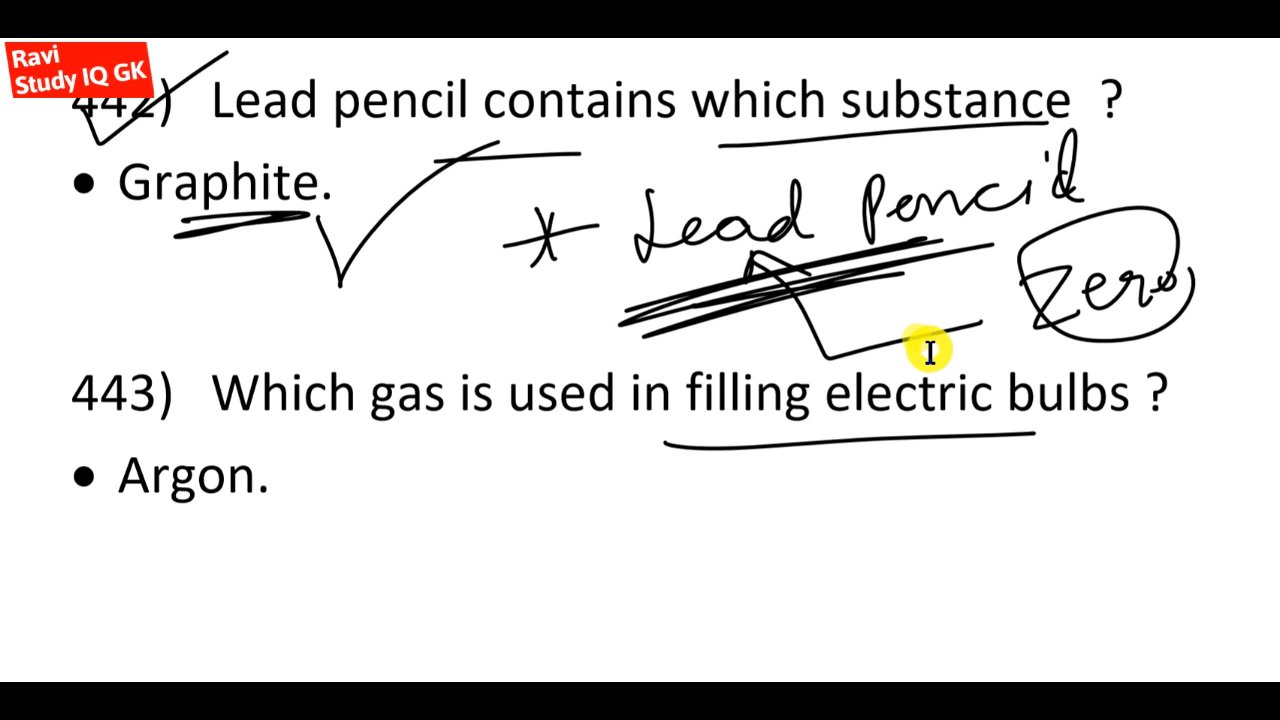 Ravi
Study IQ GK
442) Lead pencil contains which substance ?
• Graphite.
* Lead Pencil
Zero
443) Which gas is used in filling electric bulbs ?
• Argon.